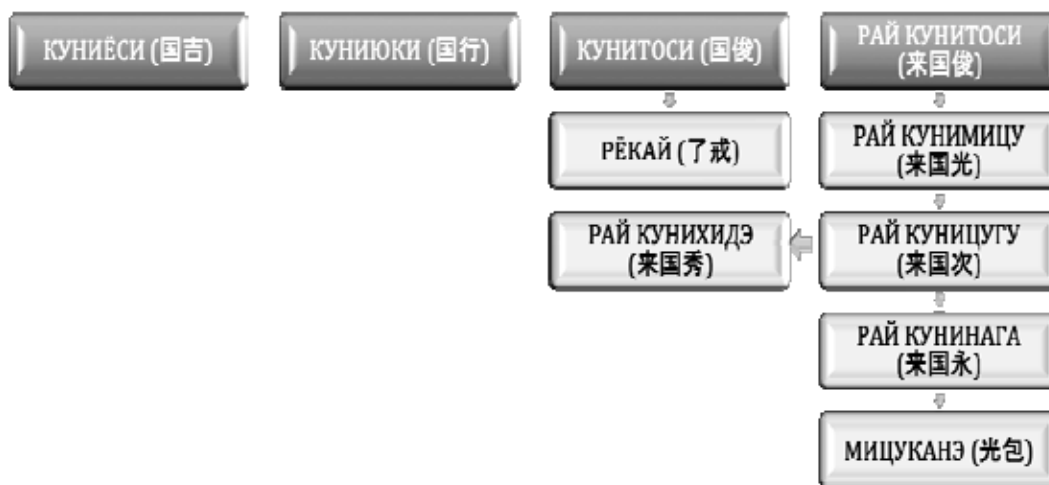 КУНИЁСИ (国吉)
КУНИЮКИ (国行)
КУНИТОСИ (国俊)
РАЙ КУНИТОСИ
(来国俊)
РЁКАЙ (了戒)
РАЙ КУНИМИЦУ
(来国光)
РАЙ КУНИХИДЭ
(来国秀)
РАЙ КУНИЦУГУ
(来国次)
РАЙ КУНИНАГА
(来国永)
МИЦУКАНЭ (光包)